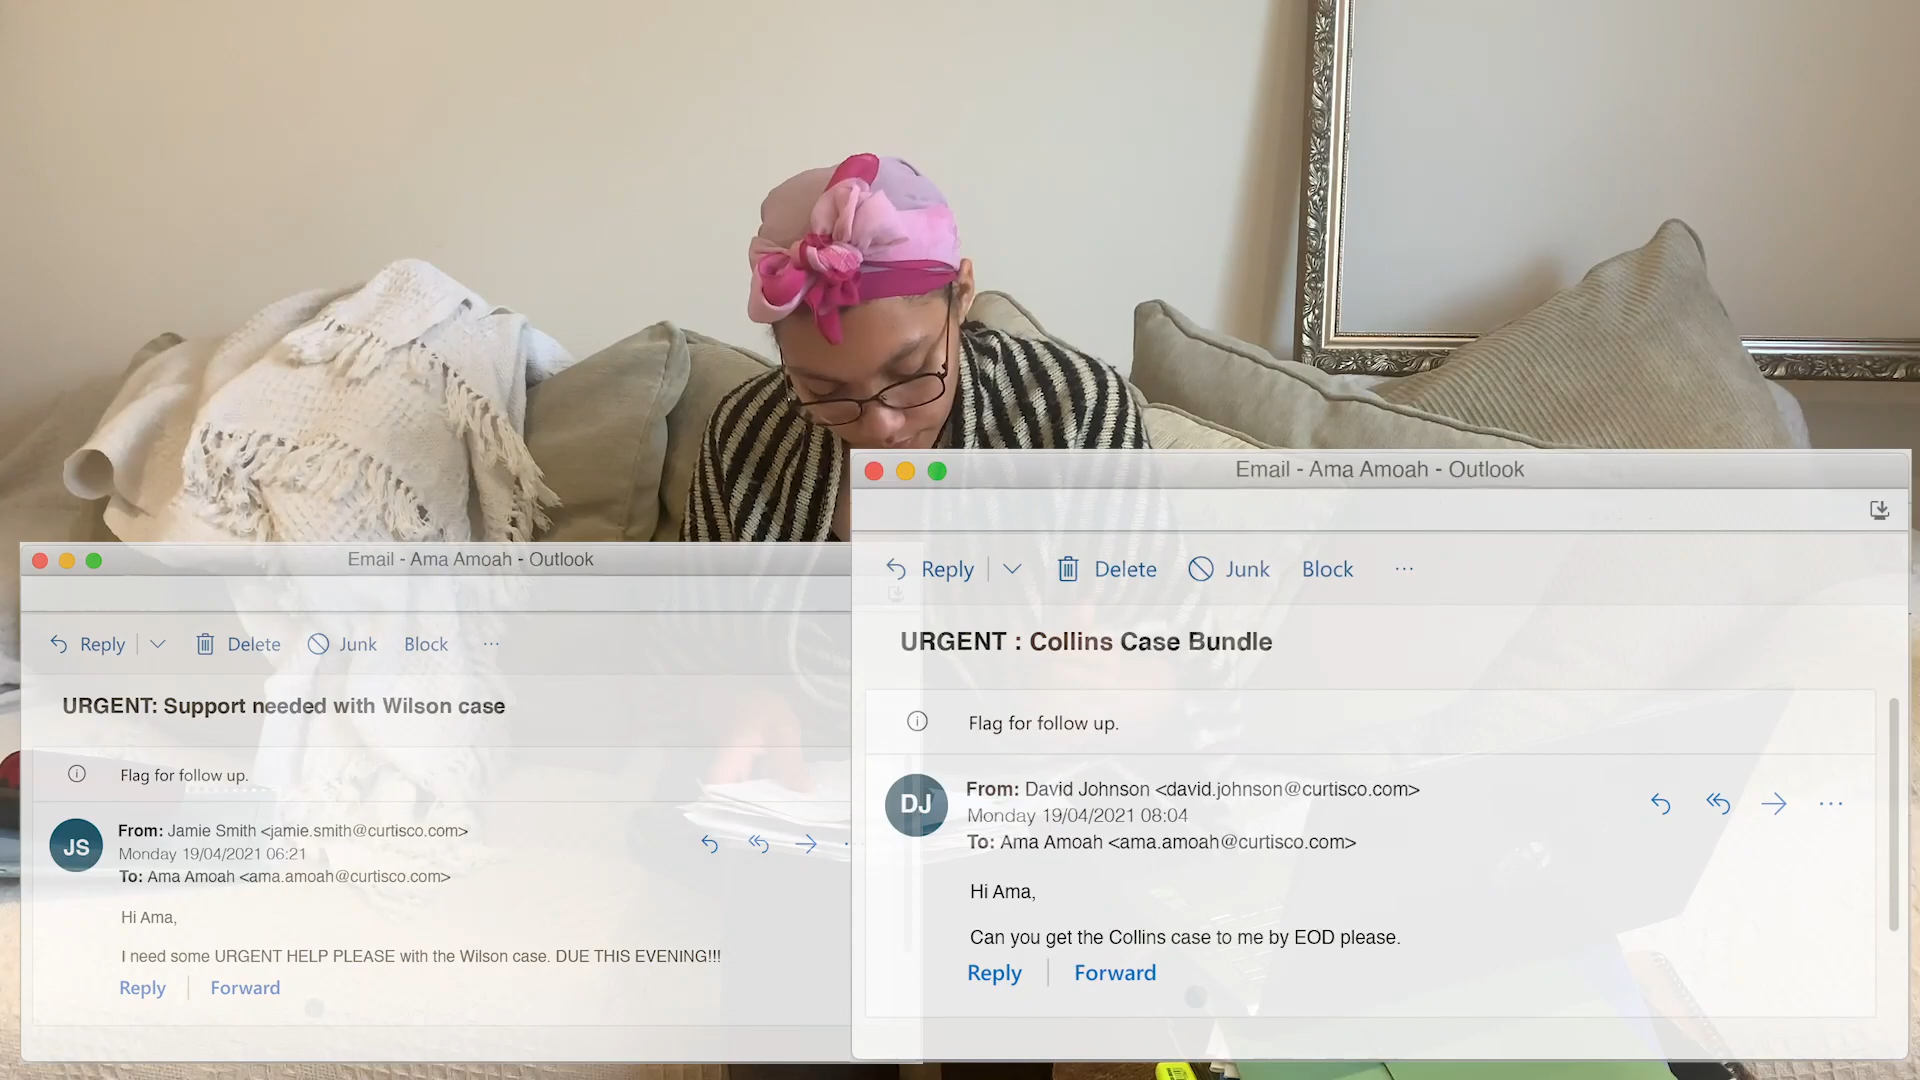 Email - Ama Amoah - Outlook
Reply Delete Junk Block ...
URGENT: Support needed with Wilson case
Flag for follow up.
JS
From: Jamie Smith <jamie.smith@curtisco.com>
Monday 19/04/2021 06:21
To: Ama Amoah <ama.amoah@curtisco.com>
Hi Ama,
I need some URGENT HELP PLEASE with the Wilson case. DUE THIS EVENING!!!
Reply Forward
Email - Ama Amoah - Outlook
Reply Delete Junk Block ...
URGENT : Collins Case Bundle
Flag for follow up.
DJ
From: David Johnson <david.johnson@curtisco.com>
Monday 19/04/2021 08:04
To: Ama Amoah <ama.amoah@curtisco.com>
Hi Ama,
Can you get the Collins case to me by EOD please.
Reply Forward